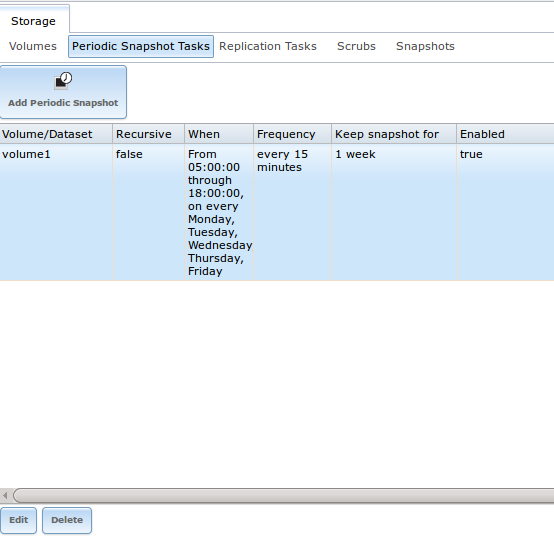 Storage
Volumes Periodic Snapshot Tasks Replication Tasks Scrubs Snapshots
Add Periodic Snapshot
Volume/Dataset Recursive When Frequency Keep snapshot for Enabled
volume1 false From every 15 1 week true
05:00:00 minutes
through
18:00:00,
on every
Monday,
Tuesday,
Wednesday
Thursday,
Friday
Edit Delete